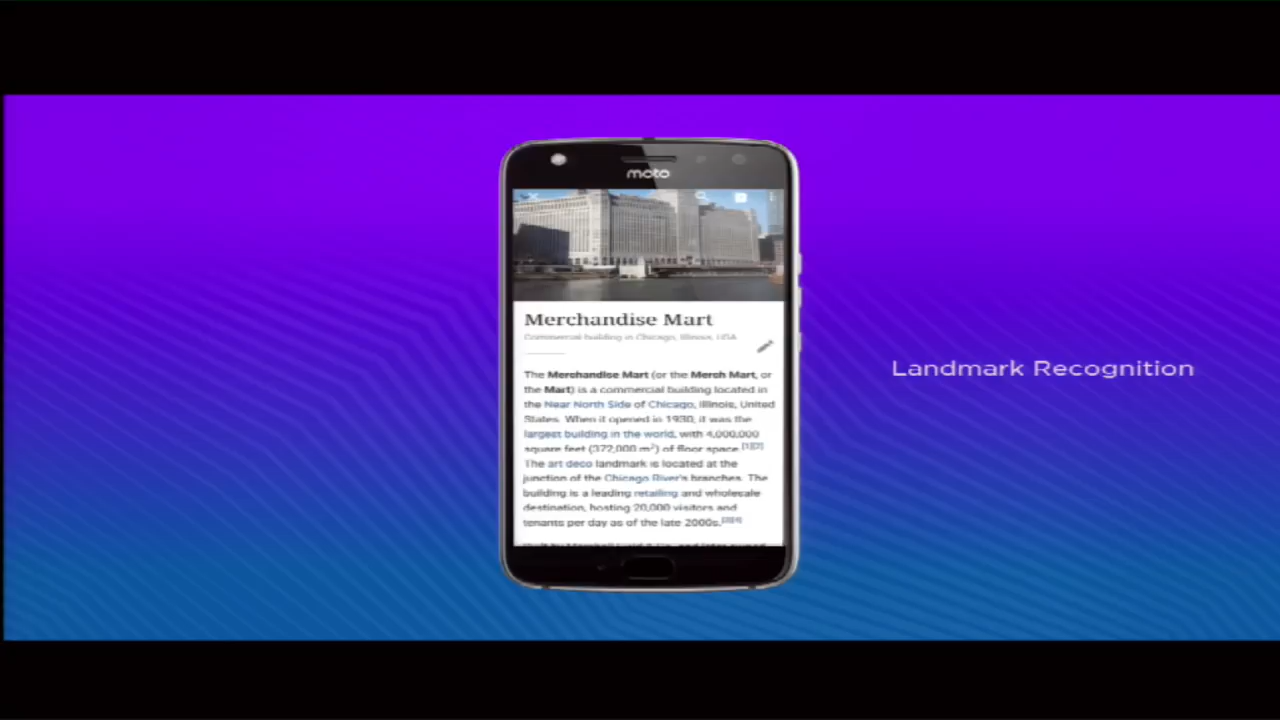 moto
Merchandise Mart
Commercial building in Chicago, Illinois, USA
The Merchandise Mart (or the Merch Mart, or
the Mart) is a commercial building located in
the Near North Side of Chicago, Illinois, United
States. When it opened in 1930, it was the
largest building in the world, with 4,000,000
square feet (372,000 m²) of floor space.[1][2]
The art deco landmark is located at the
junction of the Chicago River's branches. The
building is a leading retailing and wholesale
destination, hosting 20,000 visitors and
tenants per day as of the late 2000s.
Landmark Recognition